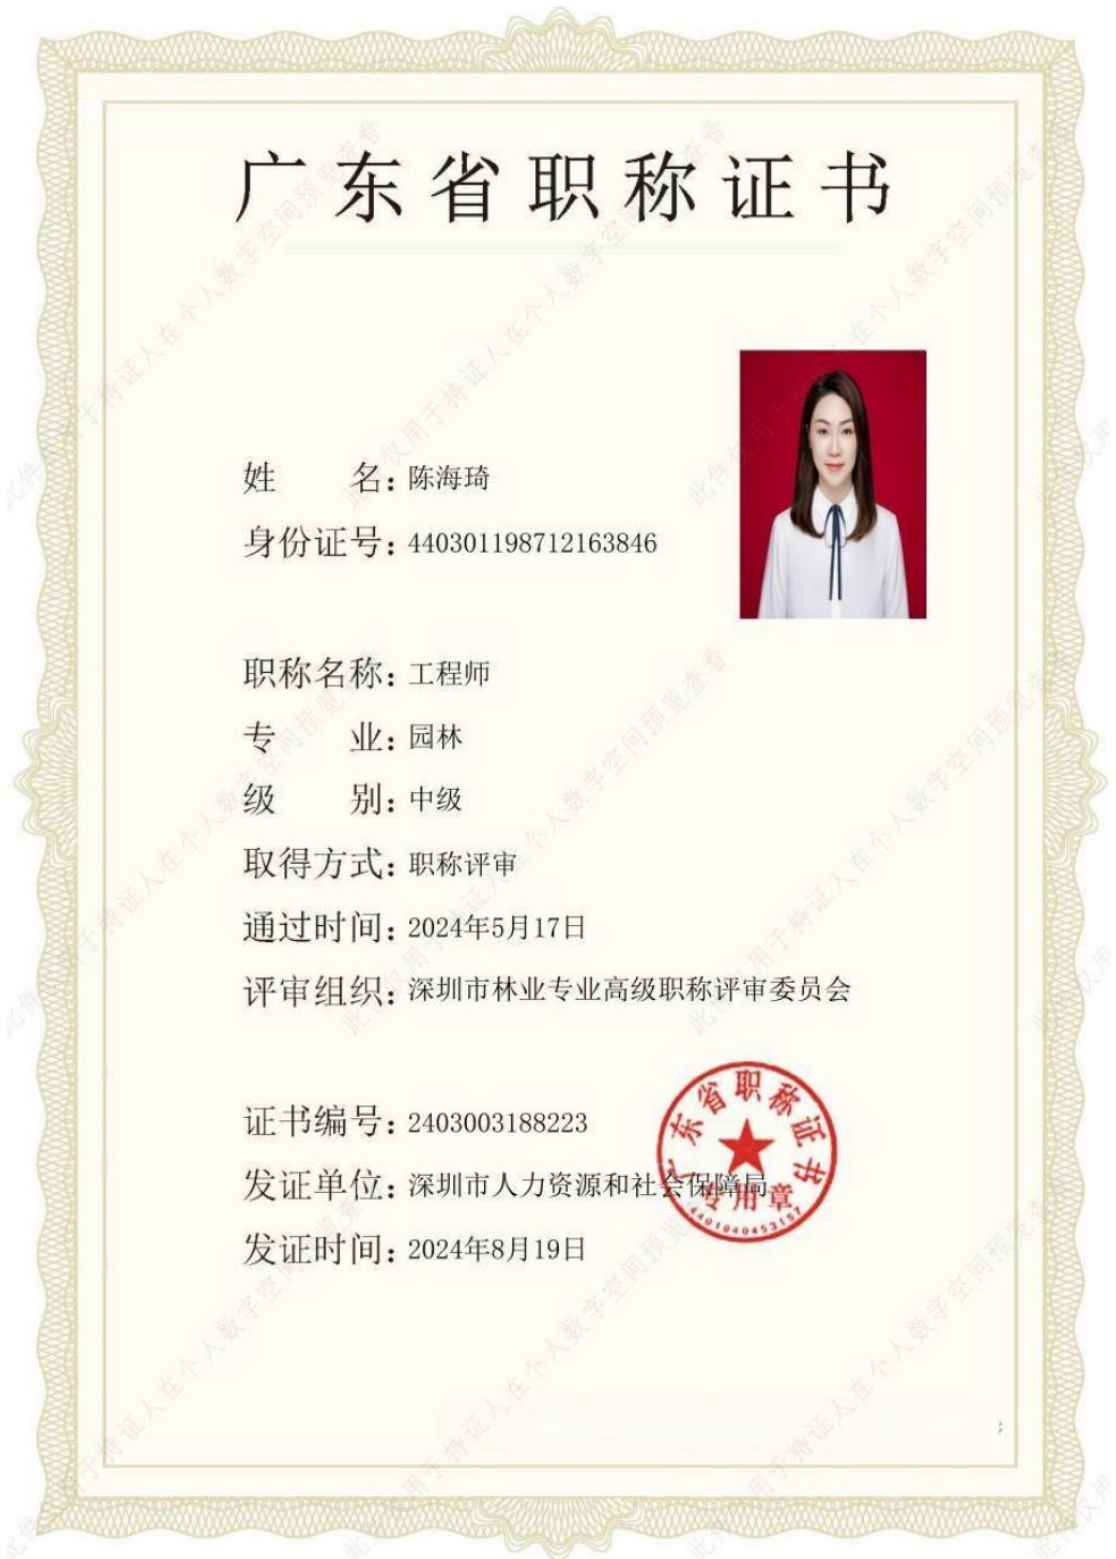 广东省职称证书
姓 名：陈海琦
身份证号：440301198712163846
职称名称：工程师
专 业：园林
级 别：中级
取得方式：职称评审
通过时间：2024年5月17日
评审组织：深圳市林业专业高级职称评审委员会
证书编号：2403003188223
发证单位：深圳市人力资源和社会保障局
发证时间：2024年8月19日
广东省职称证书
专用章
4401040453157
此件仅用于持证人在个人数字空间预览查看